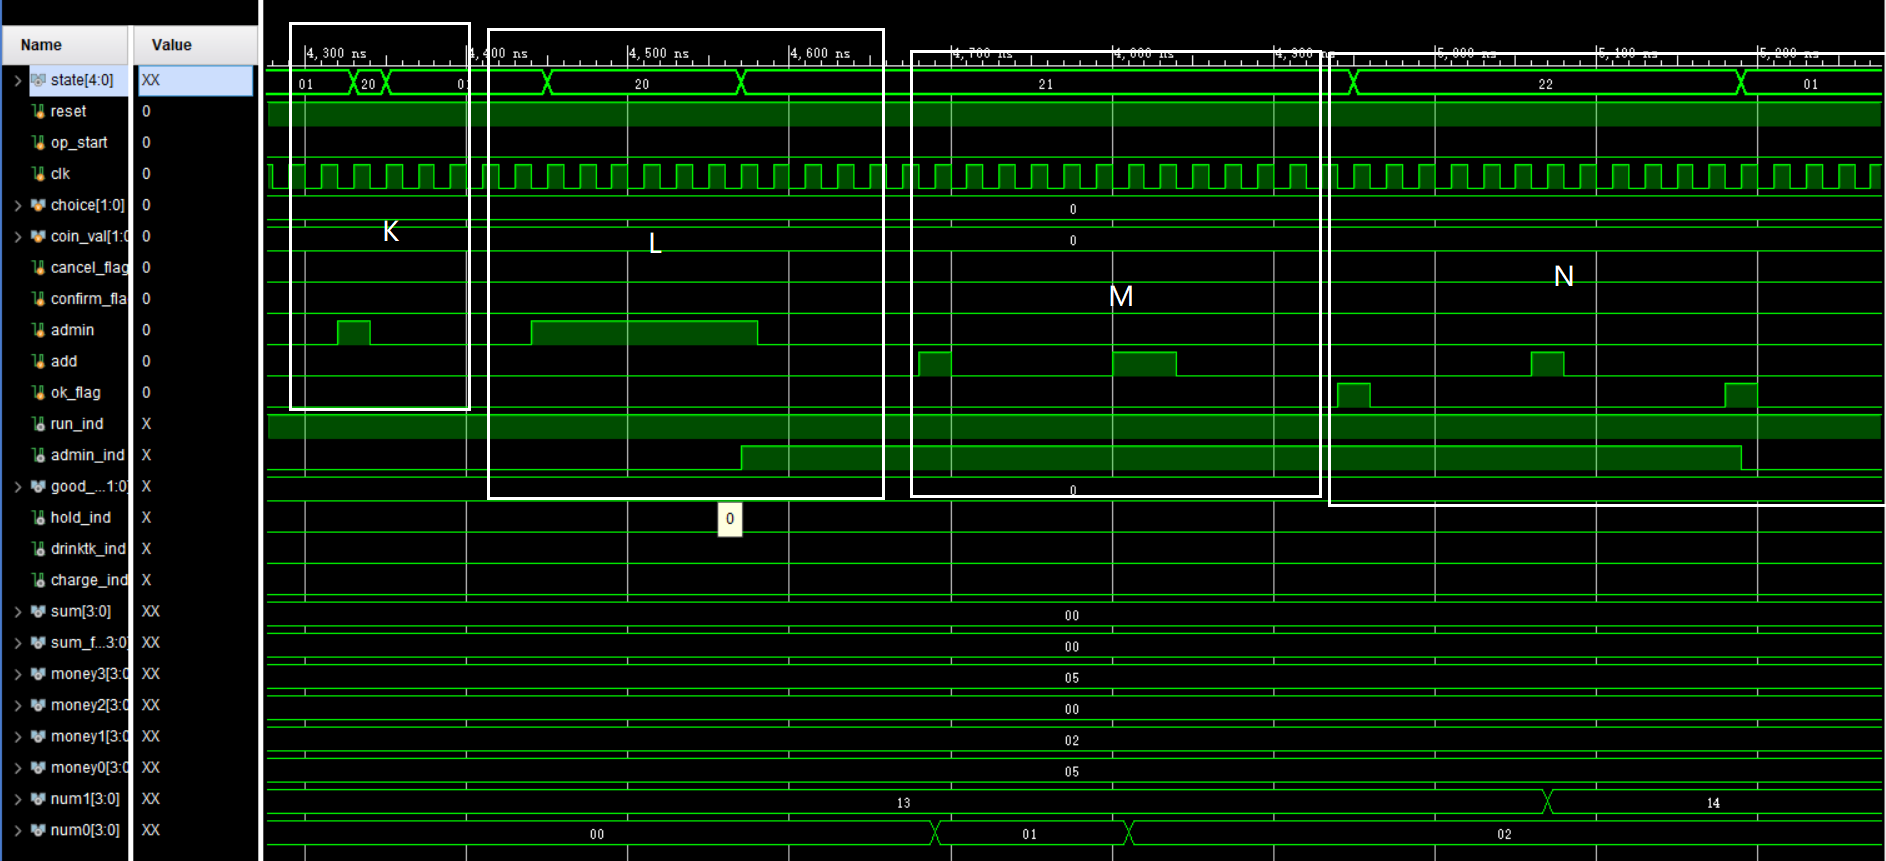 Name Value
4,300 ns 4,400 ns 4,500 ns 4,600 ns 4,700 ns 4,800 ns 4,900 ns 5,000 ns 5,100 ns 5,200 ns
state[4:0] XX 01 20 01 20 21 22 01
reset 0
op_start 0
clk 0
choice[1:0] 0 0
coin_val[1:0 0 0
cancel_flag 0
confirm_fla 0
admin 0
add 0
ok_flag 0
run_ind X
admin_ind X
good_...1:0] X 0
hold_ind X 0
drinktk_ind X
charge_ind X
sum[3:0] XX 00
sum_f...3:0] XX 00
money3[3:0 XX 05
money2[3:0 XX 00
money1[3:0 XX 02
money0[3:0 XX 05
num1[3:0] XX 13 14
num0[3:0] XX 00 01 02
K
L
M
N